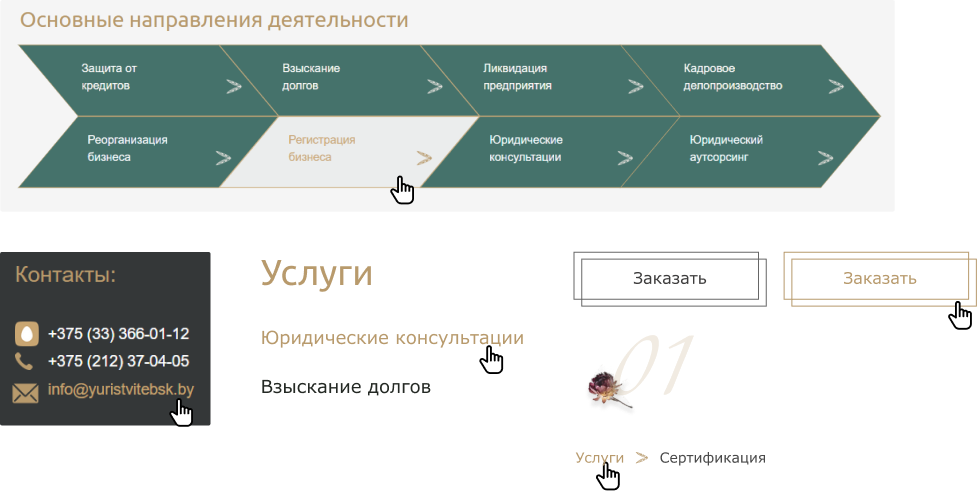 Основные направления деятельности
Защита от
кредитов
Взыскание
долгов
Ликвидация
предприятия
Кадровое
делопроизводство
Реорганизация
бизнеса
Регистрация
бизнеса
Юридические
консультации
Юридический
аутсорсинг
Контакты:
+375 (33) 366-01-12
+375 (212) 37-04-05
info@yuristvitebsk.by
Услуги
Юридические консультации
Взыскание долгов
Заказать
Заказать
01
Услуги > Сертификация